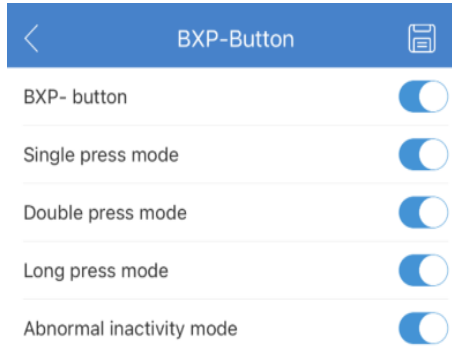 BXP-Button
BXP- button
Single press mode
Double press mode
Long press mode
Abnormal inactivity mode